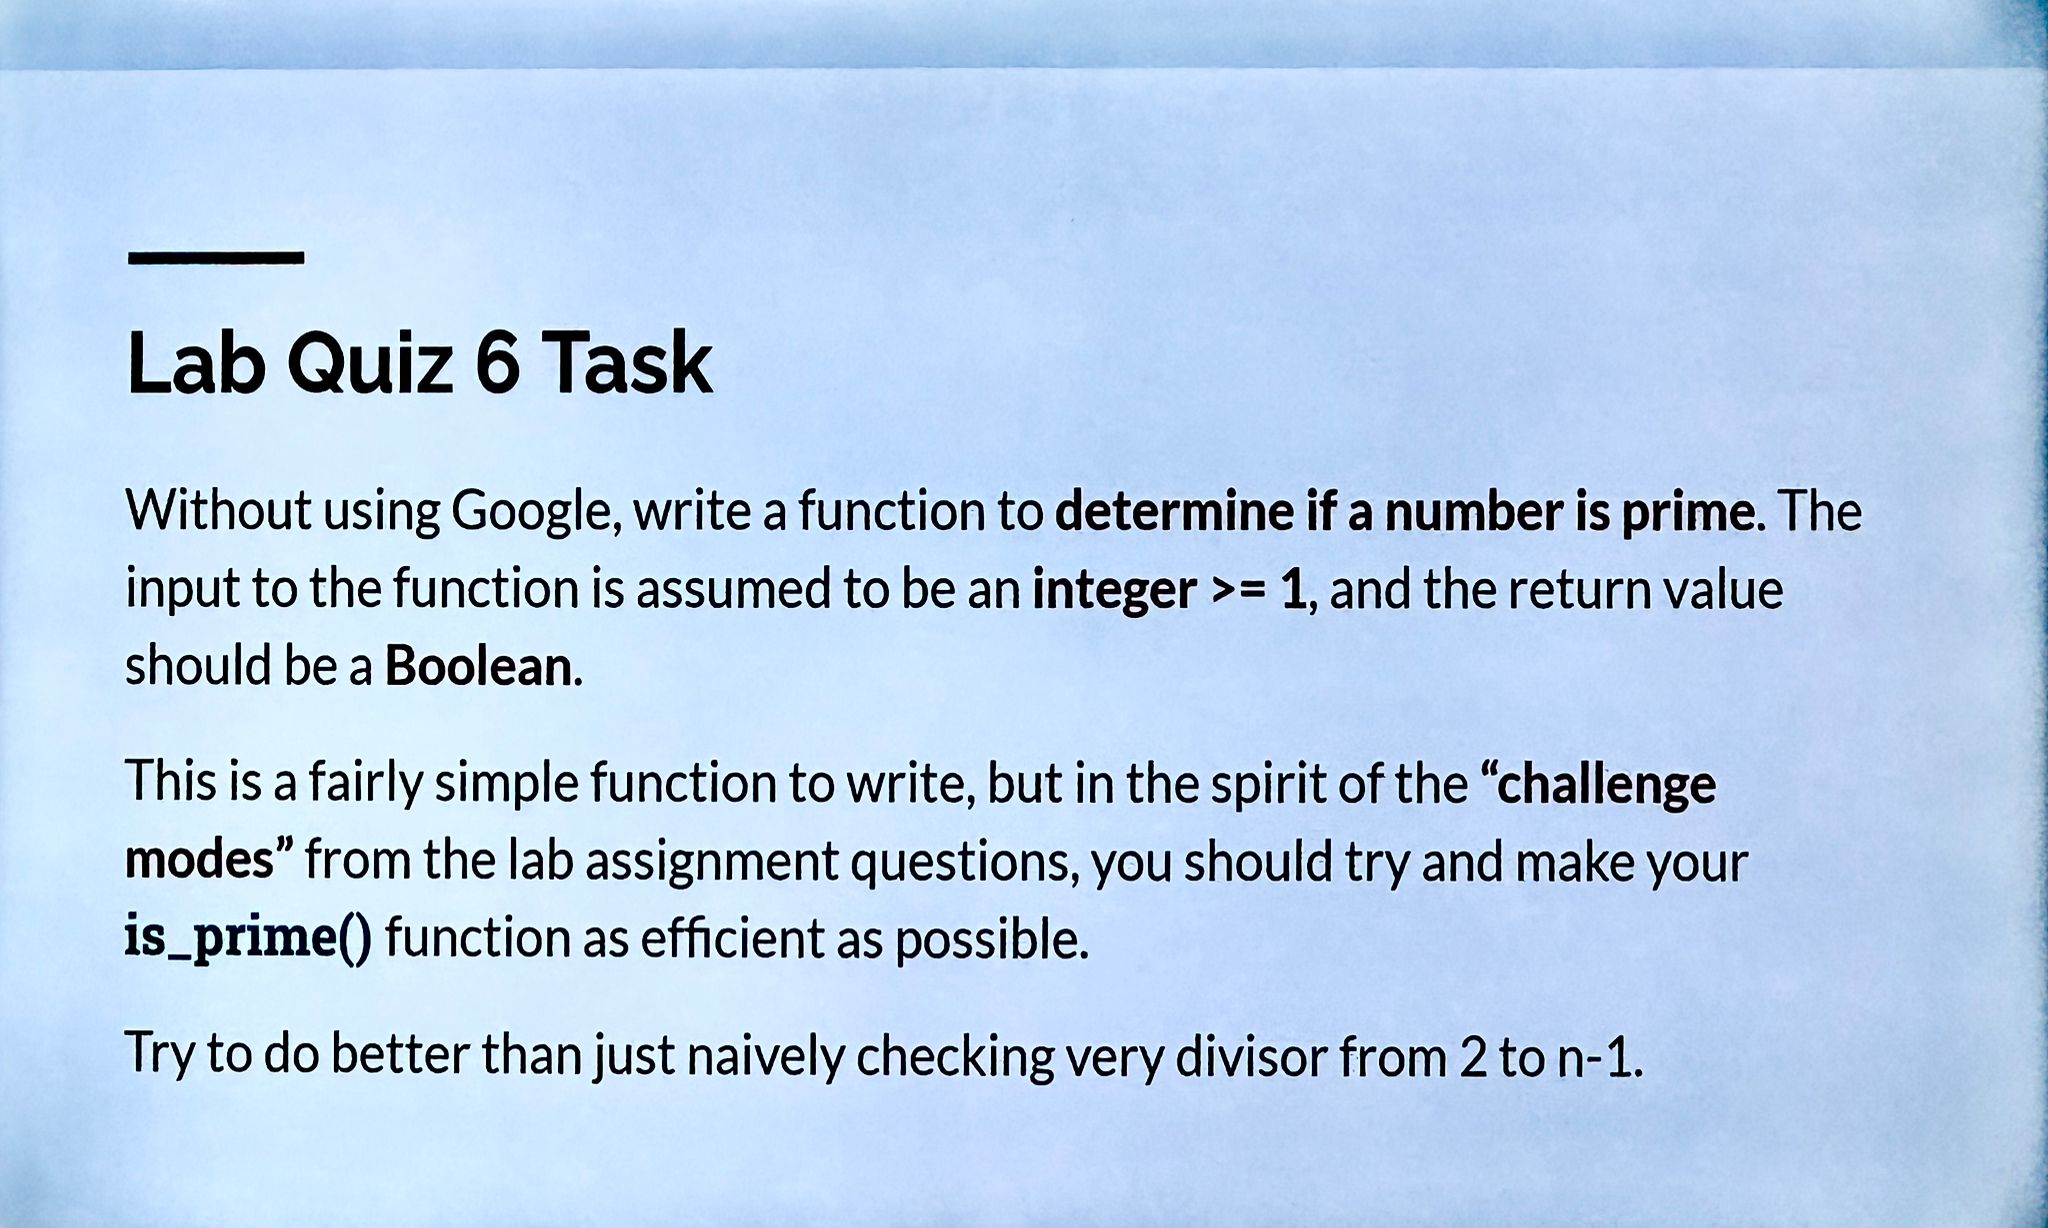 Lab Quiz 6 Task
Without using Google, write a function to determine if a number is prime. The
input to the function is assumed to be an integer >= 1, and the return value
should be a Boolean.
This is a fairly simple function to write, but in the spirit of the “challenge
modes” from the lab assignment questions, you should try and make your
is_prime() function as efficient as possible.
Try to do better than just naively checking very divisor from 2 to n-1.